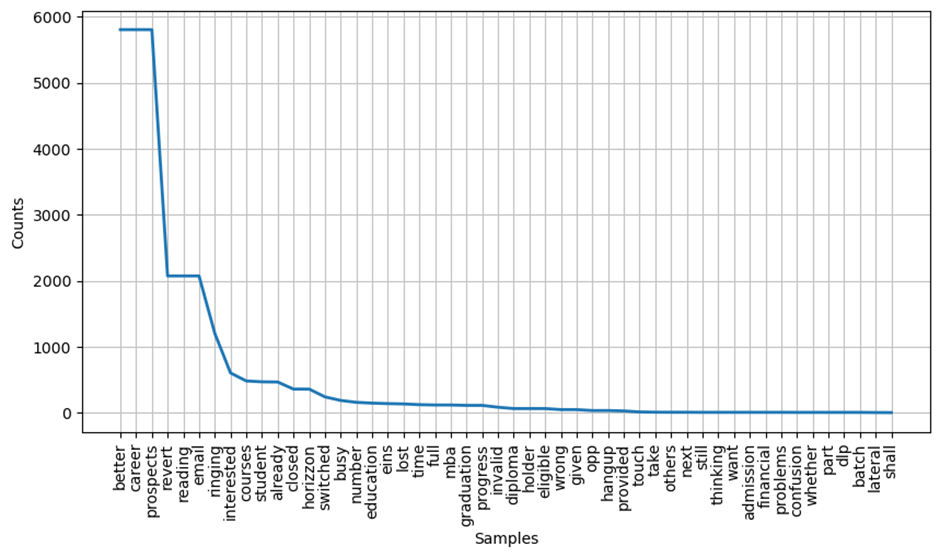 6000
5000
4000
3000
2000
1000
0
Counts
better
career
prospects
revert
reading
email
ringing
interested
courses
student
already
closed
horizzon
switched
busy
number
education
eins
lost
time
full
mba
graduation
progress
invalid
diploma
holder
eligible
wrong
given
opp
hangup
provided
touch
take
others
next
still
thinking
want
admission
financial
problems
confusion
whether
part
dlp
batch
lateral
shall
Samples